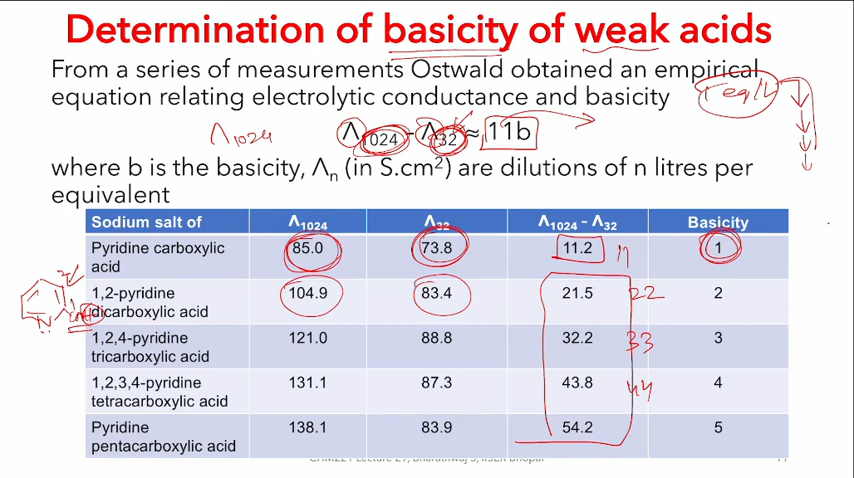 Determination of basicity of weak acids
From a series of measurements Ostwald obtained an empirical
equation relating electrolytic conductance and basicity
1 eq/L
Λ1024
Λ1024 - Λ32 ≈ 11b
where b is the basicity, Λn (in S.cm²) are dilutions of n litres per
equivalent
Sodium salt of Λ1024 Λ32 Λ1024 - Λ32 Basicity
Pyridine carboxylic
acid 85.0 73.8 11.2 11 1
1,2-pyridine
dicarboxylic acid 104.9 83.4 21.5 22 2
N
1,2,4-pyridine
tricarboxylic acid 121.0 88.8 32.2 33 3
1,2,3,4-pyridine
tetracarboxylic acid 131.1 87.3 43.8 44 4
Pyridine
pentacarboxylic acid 138.1 83.9 54.2 5